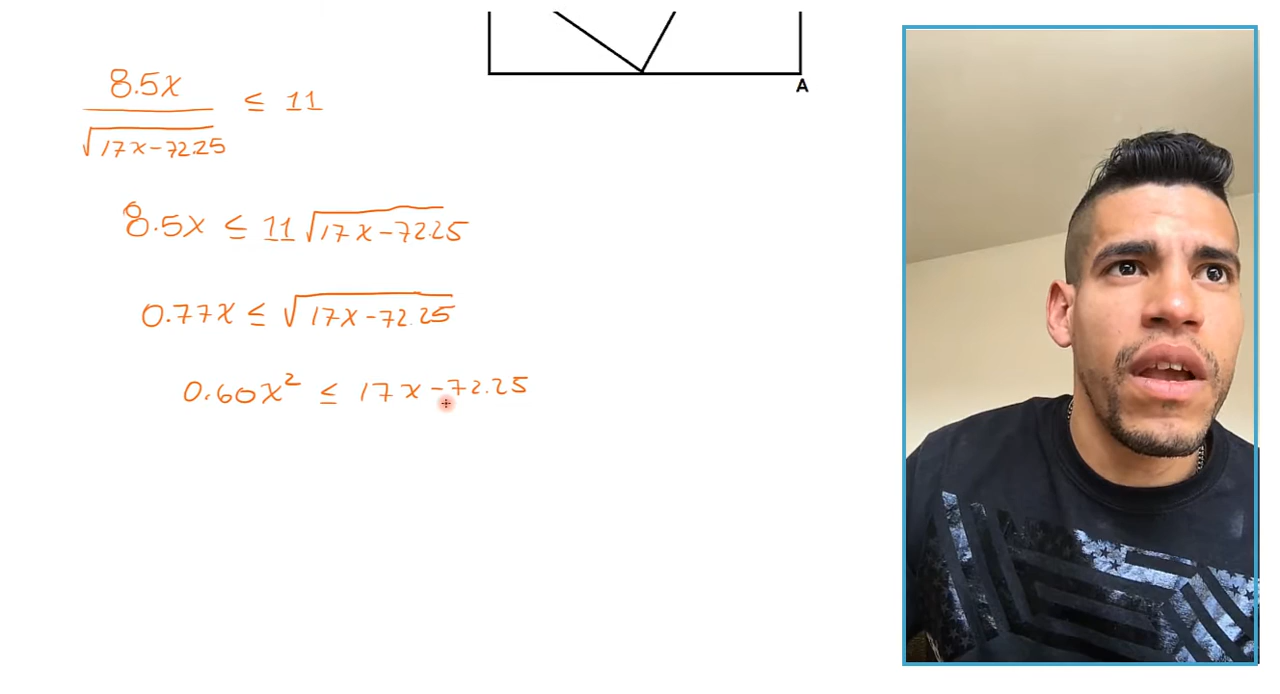 A
8.5x
√17x-72.25 ≤ 11
8.5x ≤ 11 √17x-72.25
0.77x ≤ √17x-72.25
0.60x² ≤ 17x-72.25